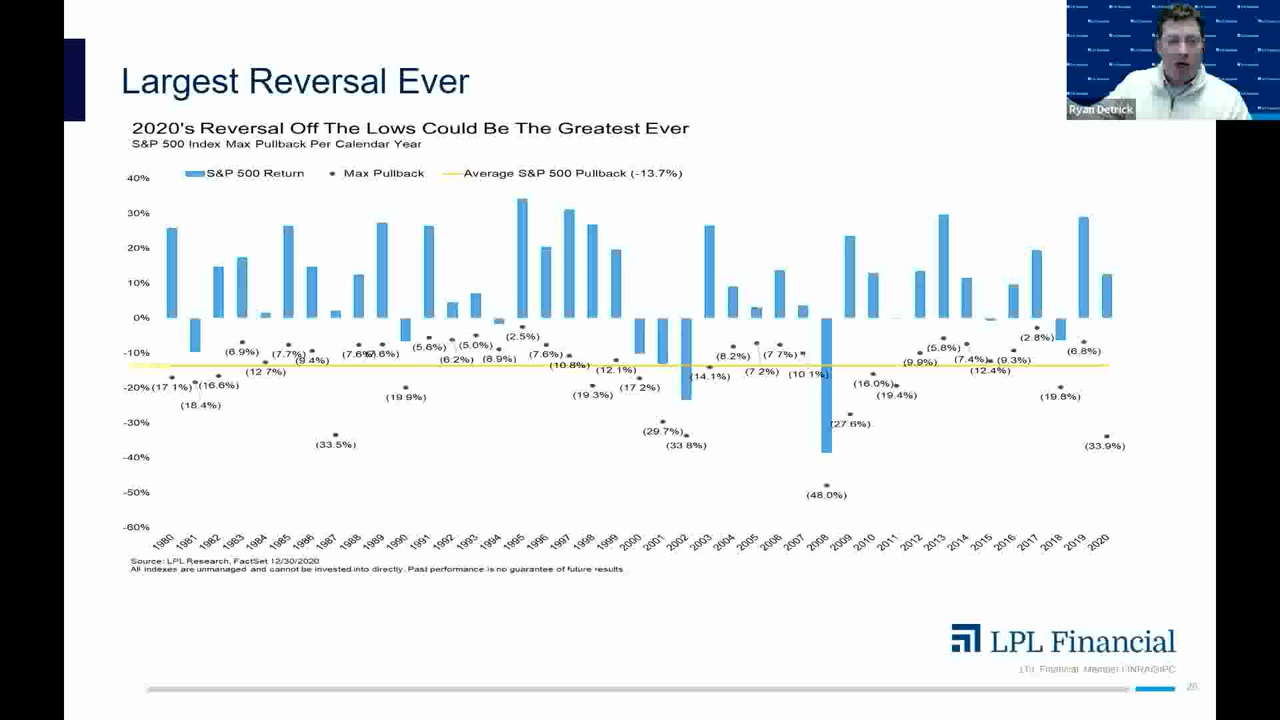 Ryan Detrick
Largest Reversal Ever
2020's Reversal Off The Lows Could Be The Greatest Ever
S&P 500 Index Max Pullback Per Calendar Year
S&P 500 Return Max Pullback Average S&P 500 Pullback (-13.7%)
40%
30%
20%
10%
0%
-10%
-20%
-30%
-40%
-50%
-60%
(17.1%) (18.4%) (16.6%) (6.9%) (12.7%) (7.7%) (9.4%) (33.5%) (7.6%) (7.6%) (19.9%) (5.6%) (6.2%) (5.0%) (8.9%) (2.5%) (7.6%) (10.8%) (19.3%) (12.1%) (17.2%) (29.7%) (33.8%) (14.1%) (8.2%) (7.2%) (7.7%) (10.1%) (48.0%) (27.6%) (16.0%) (19.4%) (9.9%) (5.8%) (7.4%) (12.4%) (9.3%) (2.8%) (19.8%) (6.8%) (33.9%)
1980 1981 1982 1983 1984 1985 1986 1987 1988 1989 1990 1991 1992 1993 1994 1995 1996 1997 1998 1999 2000 2001 2002 2003 2004 2005 2006 2007 2008 2009 2010 2011 2012 2013 2014 2015 2016 2017 2018 2019 2020
Source: LPL Research, FactSet 12/30/2020
All indexes are unmanaged and cannot be invested into directly. Past performance is no guarantee of future results
LPL Financial
Financial Member